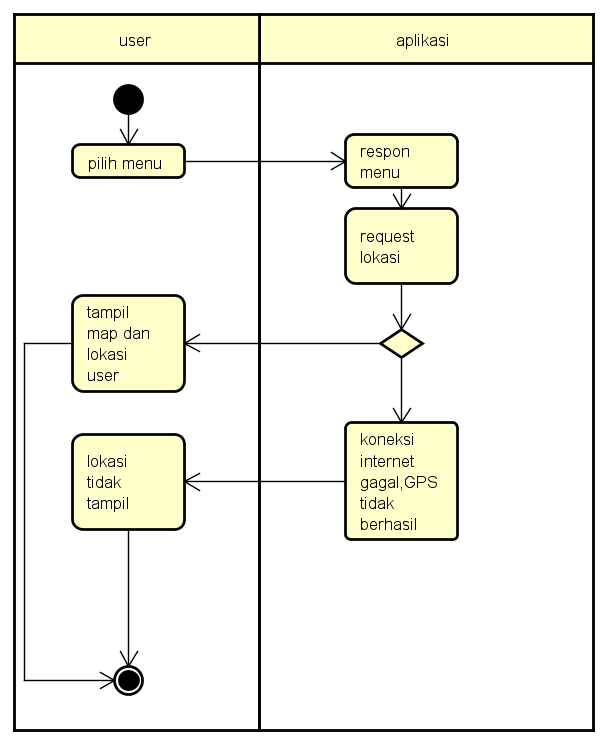 user
aplikasi
pilih menu
respon
menu
request
lokasi
tampil
map dan
lokasi
user
koneksi
internet
gagal,GPS
tidak
berhasil
lokasi
tidak
tampil